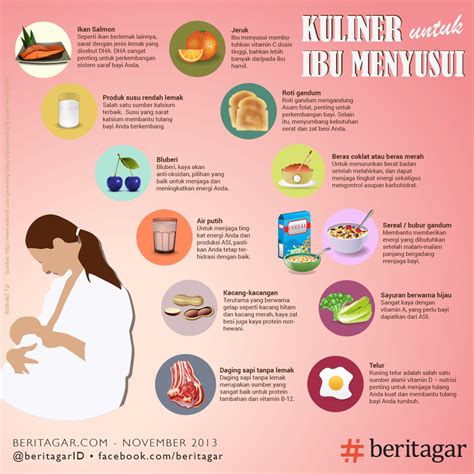 KULINER untuk
IBU MENYUSUI
Ikan Salmon
Seperti ikan berlemak lainnya,
sarat dengan jenis lemak yang
disebut DHA. DHA sangat
penting untuk perkembangan
sistem saraf bayi Anda.
Jeruk
Ibu menyusui membu-
tuhkan vitamin C dosis
tinggi, bahkan lebih
banyak daripada ibu
hamil.
Produk susu rendah lemak
Salah satu sumber kalsium
terbaik. Susu yang sarat
kalsium membantu tulang
bayi Anda berkembang.
Roti gandum
Roti gandum mengandung
Asam folat, penting untuk
perkembangan bayi. Selain
itu, menyumbang kebutuhan
serat dan zat besi Anda.
Bluberi
Bluberi, kaya akan
anti-oksidan, pilihan yang
baik untuk menjaga dan
meningkatkan energi Anda.
Beras coklat atau beras merah
Untuk menurunkan berat badan
setelah melahirkan, dan dapat
menjaga tingkat energi sekaligus
mengontrol asupan karbohidrat.
Air putih
Untuk menjaga ting-
kat energi Anda dan
produksi ASI, pasti-
kan Anda tetap ter-
hidrasi dengan baik.
CEREAL
Sereal / bubur gandum
Membantu memberikan
energi yang dibutuhkan
setelah malam-malam
panjang bergadang
menjaga bayi.
Kacang-kacangan
Terutama yang berwarna
gelap seperti kacang hitam
dan kacang merah, kaya zat
besi juga kaya protein non-
hewani.
Sayuran berwarna hijau
Sangat kaya dengan vitamin
A, yang perlu bayi
dapatkan dari ASI.
Daging sapi tanpa lemak
Daging sapi tanpa lemak
merupakan sumber yang
sangat baik untuk protein
tambahan dan vitamin B-12.
Telur
Kuning telur adalah salah satu
sumber alami vitamin D – nutrisi
penting untuk menjaga tulang
Anda kuat dan membantu tulang
bayi Anda tumbuh.
BERITAGAR.COM - NOVEMBER 2013
@beritagarID • facebook.com/beritagar
# beritagar